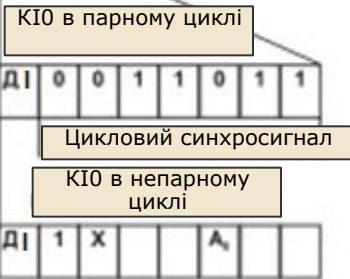 КІ0 в парному циклі
ДІ 0 0 1 1 0 1 1
Цикловий синхросигнал
КІ0 в непарному
циклі
ДІ 1 X A